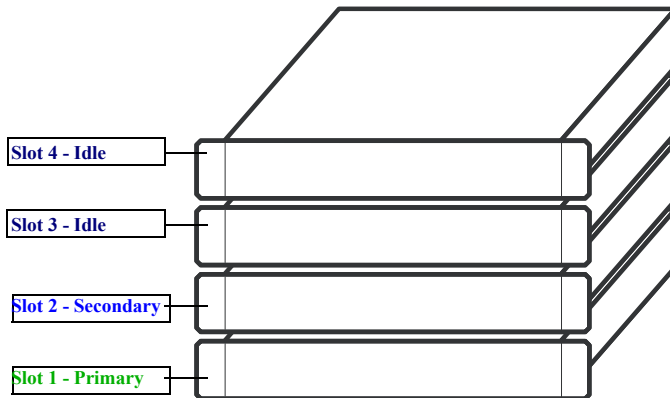 Slot 4 - Idle
Slot 3 - Idle
Slot 2 - Secondary
Slot 1 - Primary